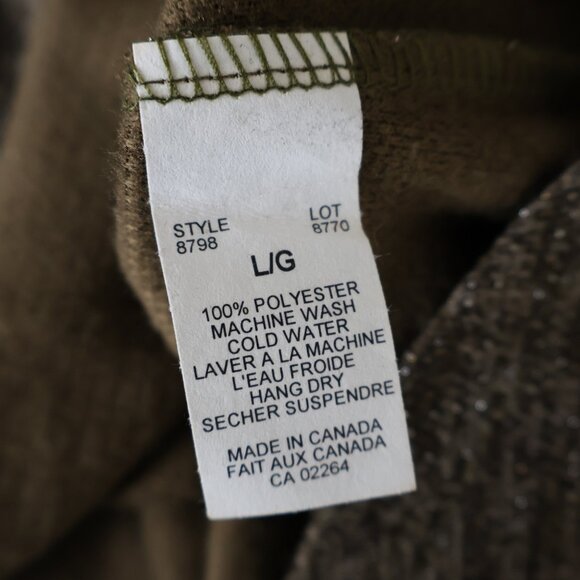 STYLE LOT
8798 8770
L/G
100% POLYESTER
MACHINE WASH
COLD WATER
LAVER A LA MACHINE
L'EAU FROIDE
HANG DRY
SECHER SUSPENDRE
MADE IN CANADA
FAIT AUX CANADA
CA 02264